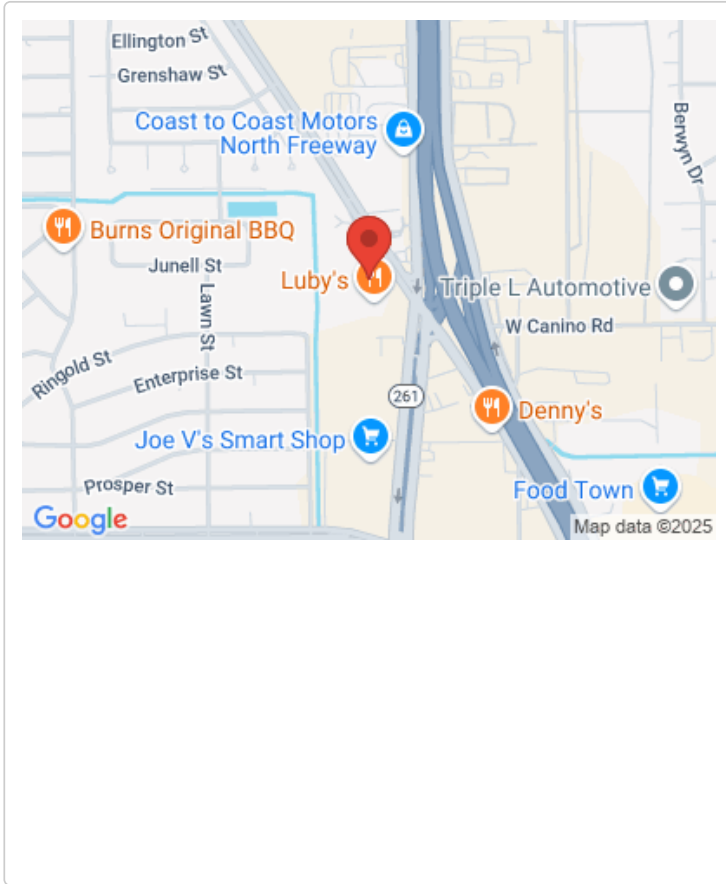 Ellington St
Grenshaw St
Coast to Coast Motors
North Freeway
Berwyn Dr
Burns Original BBQ
Junell St
Luby's
Triple L Automotive
Lawn St
W Canino Rd
Ringold St
Enterprise St
261
Denny's
Joe V's Smart Shop
Prosper St
Food Town
Google
Map data ©2025